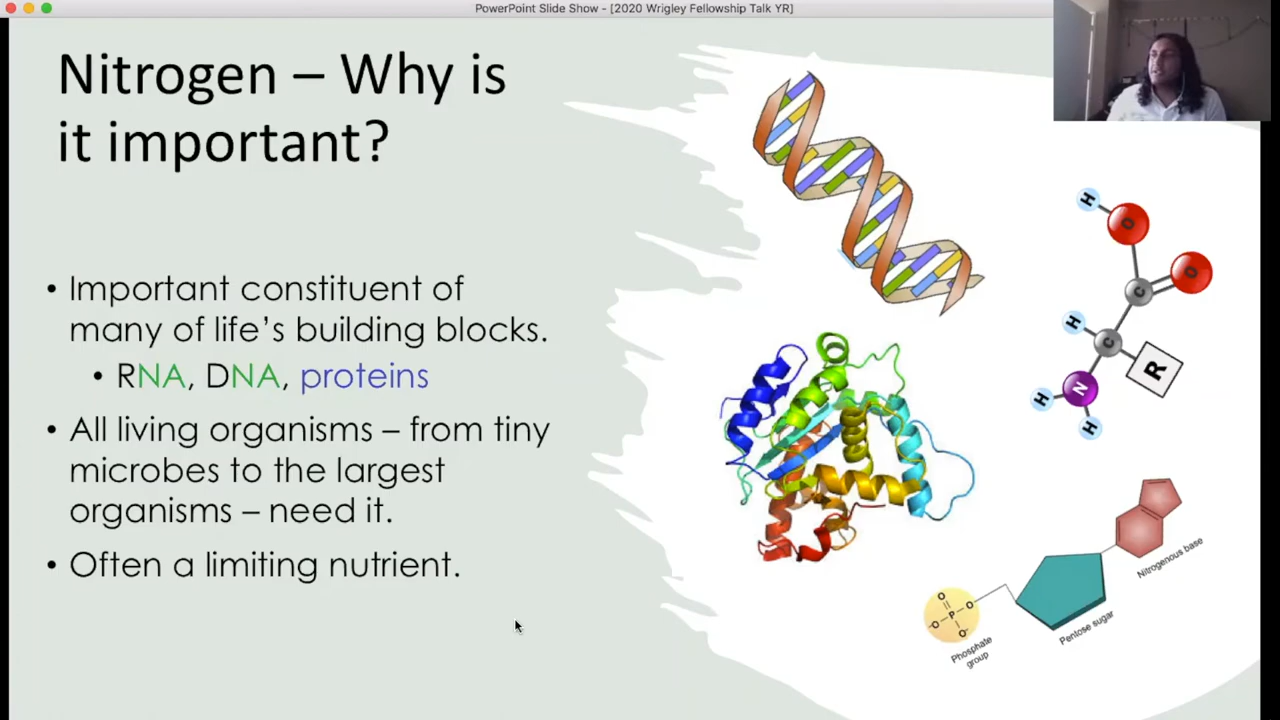 PowerPoint Slide Show - [2020 Wrigley Fellowship Talk YR]
Nitrogen – Why is
it important?
• Important constituent of
many of life's building blocks.
• RNA, DNA, proteins
• All living organisms – from tiny
microbes to the largest
organisms – need it.
• Often a limiting nutrient.
H
O
O
C
H
C
R
N
H
H
Nitrogenous base
O
-O
P
O
O-
Pentose sugar
Phosphate
group